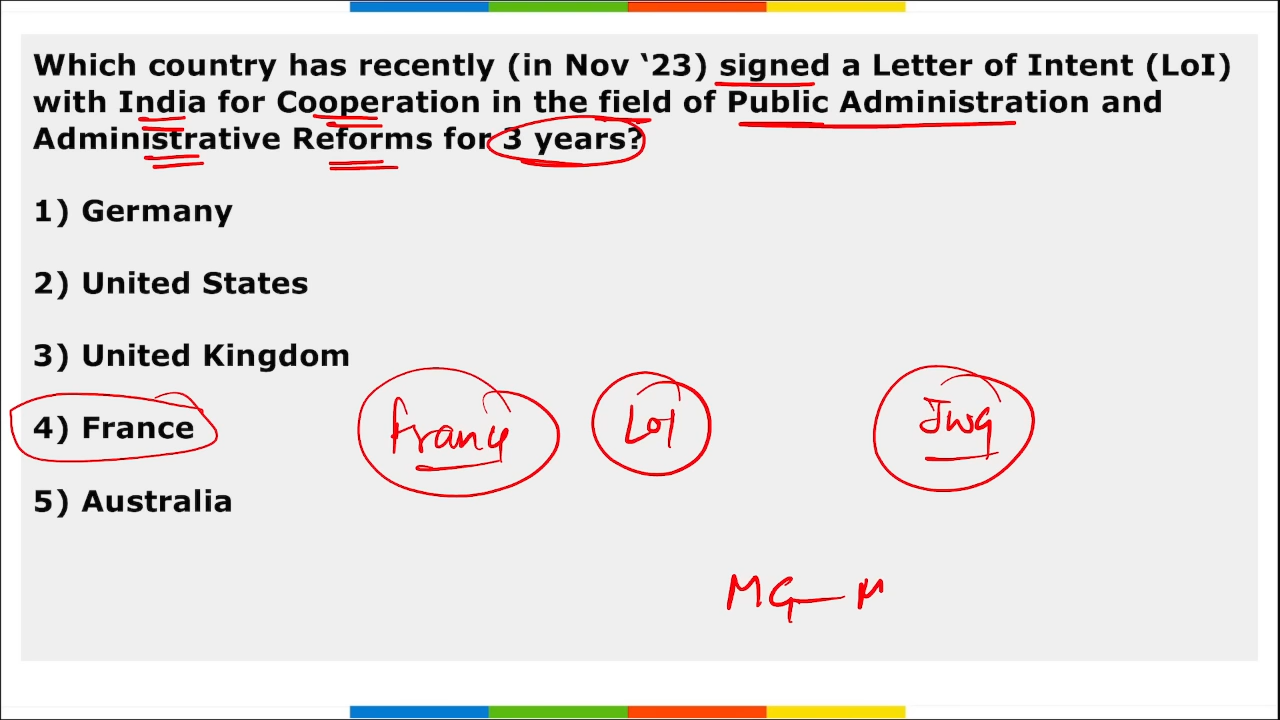 Which country has recently (in Nov ‘23) signed a Letter of Intent (LoI)
with India for Cooperation in the field of Public Administration and
Administrative Reforms for 3 years?
1) Germany
2) United States
3) United Kingdom
4) France
5) Australia
France LoI JWG
MG – M